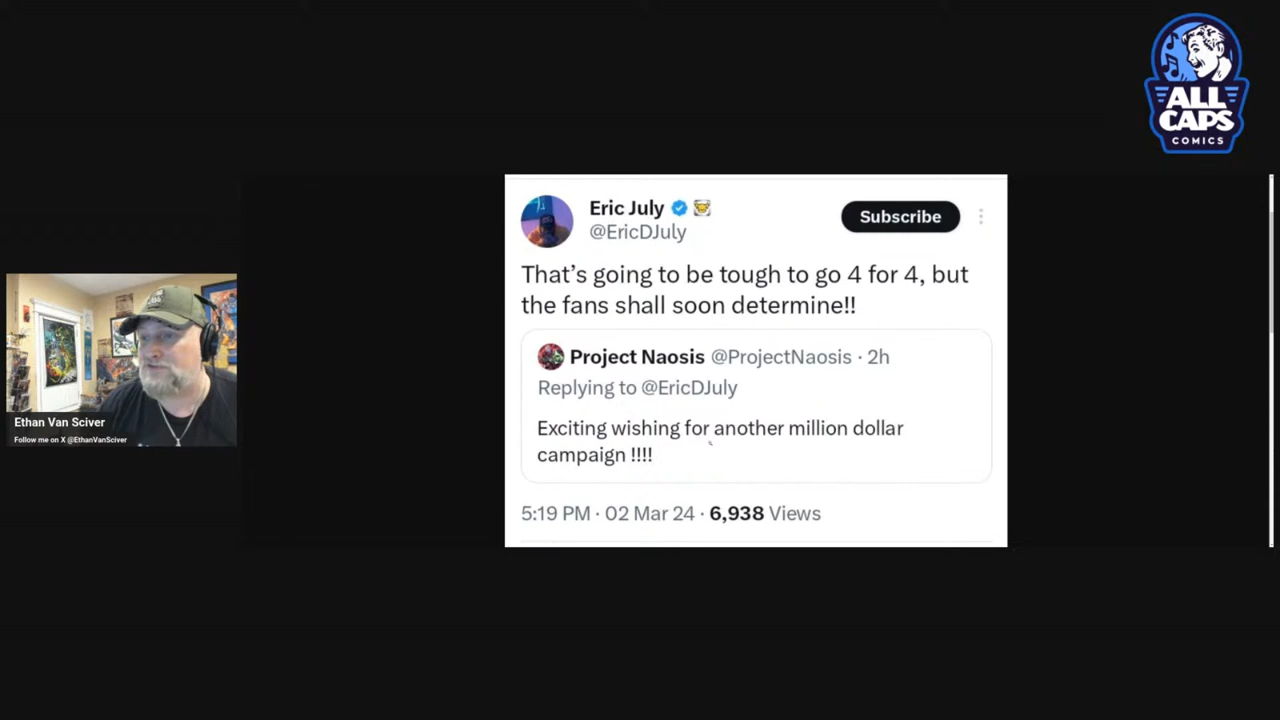 ALL
CAPS
COMICS
Eric July
@EricDJuly
Subscribe
That's going to be tough to go 4 for 4, but
the fans shall soon determine!!
Project Naosis @ProjectNaosis · 2h
Replying to @EricDJuly
Exciting wishing for another million dollar
campaign !!!!
5:19 PM · 02 Mar 24 · 6,938 Views
Ethan Van Sciver
Follow me on X @EthanVanSciver